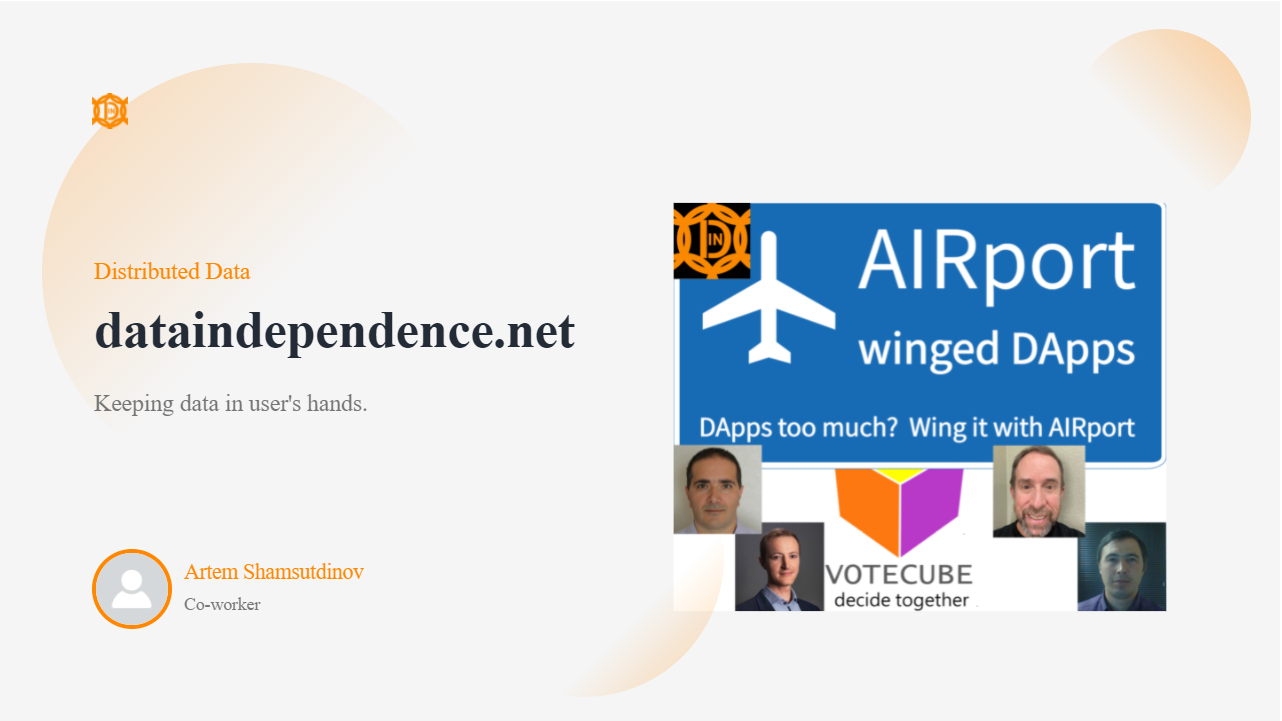 Distributed Data
dataindependence.net
Keeping data in user's hands.
Artem Shamsutdinov
Co-worker
DIN
AIRport
winged DApps
DApps too much?  Wing it with AIRport
VOTECUBE
decide together